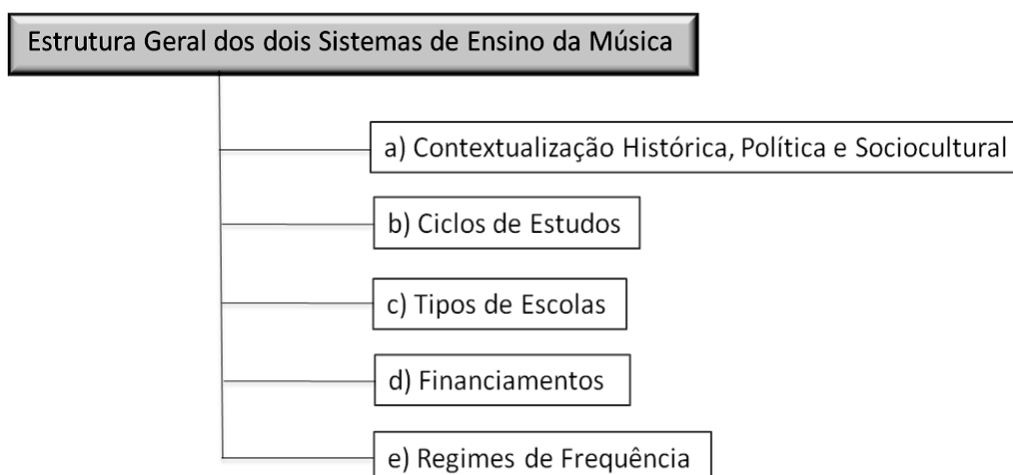 Estrutura Geral dos dois Sistemas de Ensino da Música
a) Contextualização Histórica, Política e Sociocultural
b) Ciclos de Estudos
c) Tipos de Escolas
d) Financiamentos
e) Regimes de Frequência